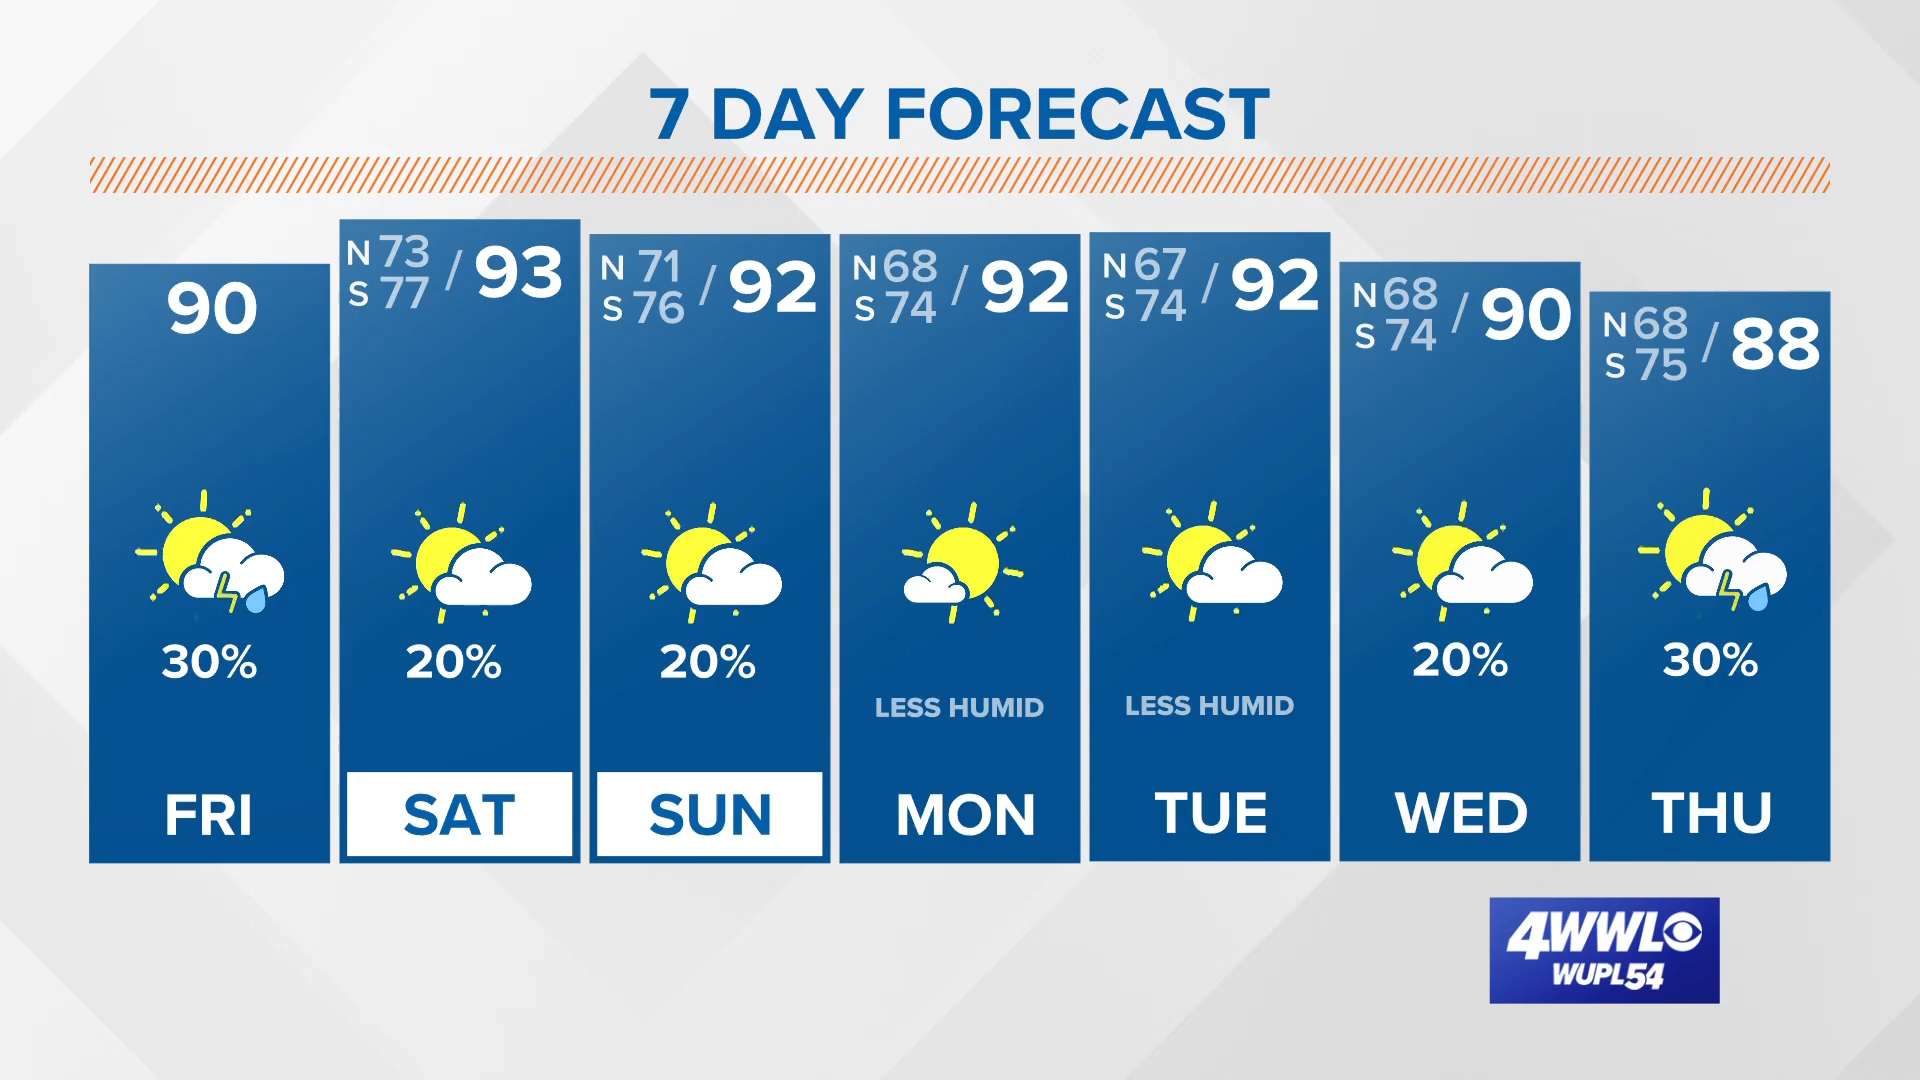 7 DAY FORECAST
90
30%
FRI
N 73 / 93
S 77
20%
SAT
N 71 / 92
S 76
20%
SUN
N 68 / 92
S 74
LESS HUMID
MON
N 67 / 92
S 74
LESS HUMID
TUE
N 68 / 90
S 74
20%
WED
N 68 / 88
S 75
30%
THU
4WWL
WUPL54